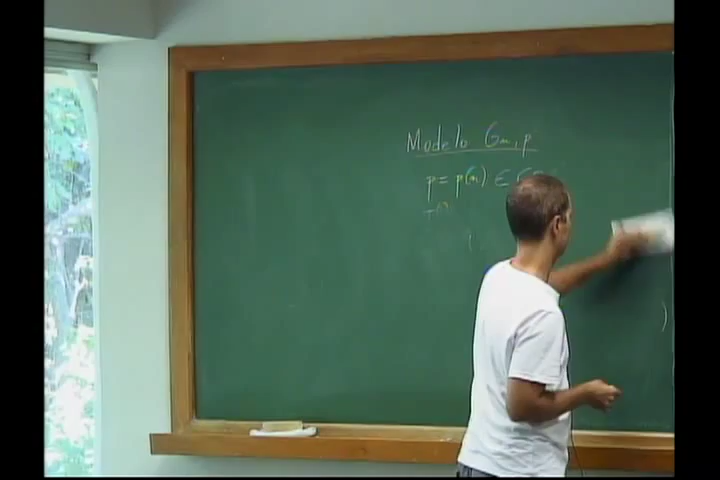 Modelo Gn,p
p = p(n) ∈